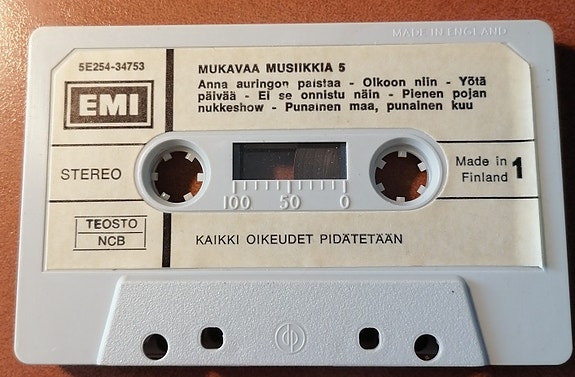 MADE IN ENGLAND
5E254-34753
MUKAVAA MUSIIKKIA 5
Anna auringon paistaa - Olkoon niin - Yötä
päivää - Ei se onnistu näin - Pienen pojan
nukkeshow - Punainen maa, punainen kuu
EMI
STEREO
Made in
Finland
1
100 50 0
TEOSTO
NCB
KAIKKI OIKEUDET PIDÄTETÄÄN